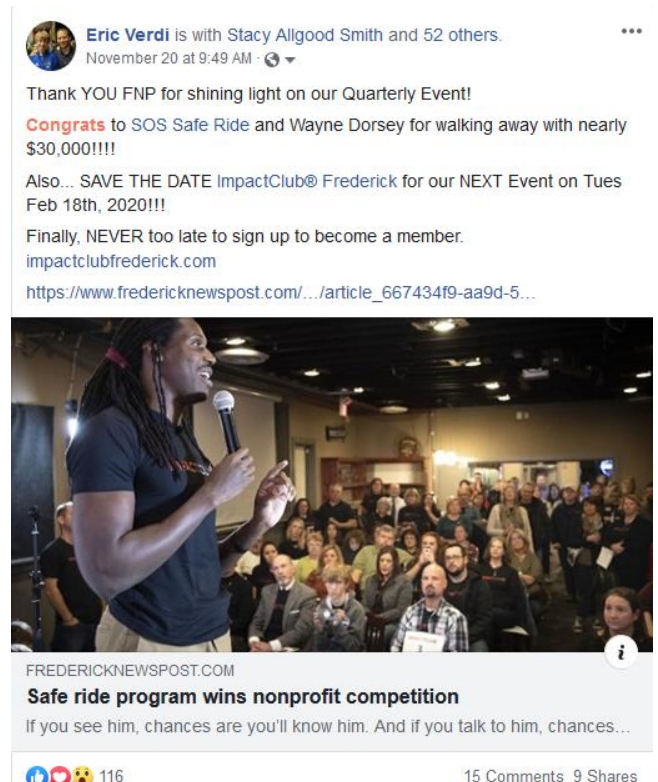 Eric Verdi is with Stacy Allgood Smith and 52 others.
November 20 at 9:49 AM ·
Thank YOU FNP for shining light on our Quarterly Event!
Congrats to SOS Safe Ride and Wayne Dorsey for walking away with nearly
$30,000!!!!
Also... SAVE THE DATE ImpactClub® Frederick for our NEXT Event on Tues
Feb 18th, 2020!!!
Finally, NEVER too late to sign up to become a member.
impactclubfrederick.com
https://www.fredericknewspost.com/…/article_667434f9-aa9d-5…
i
FREDERICKNEWSPOST.COM
Safe ride program wins nonprofit competition
If you see him, chances are you'll know him. And if you talk to him, chances...
116
15 Comments 9 Shares